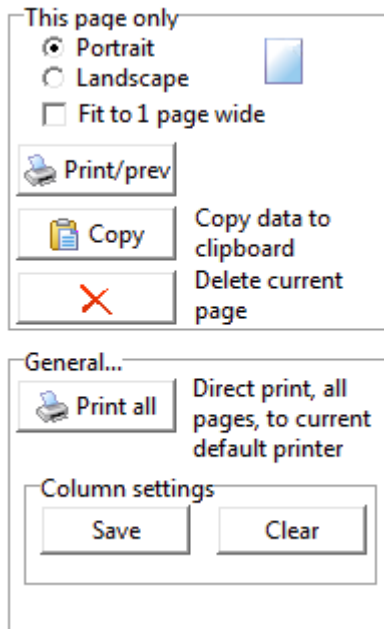 This page only
Portrait
Landscape
Fit to 1 page wide
Print/prev
Copy
Copy data to
clipboard
Delete current
page
General...
Print all
Direct print, all
pages, to current
default printer
Column settings
Save
Clear